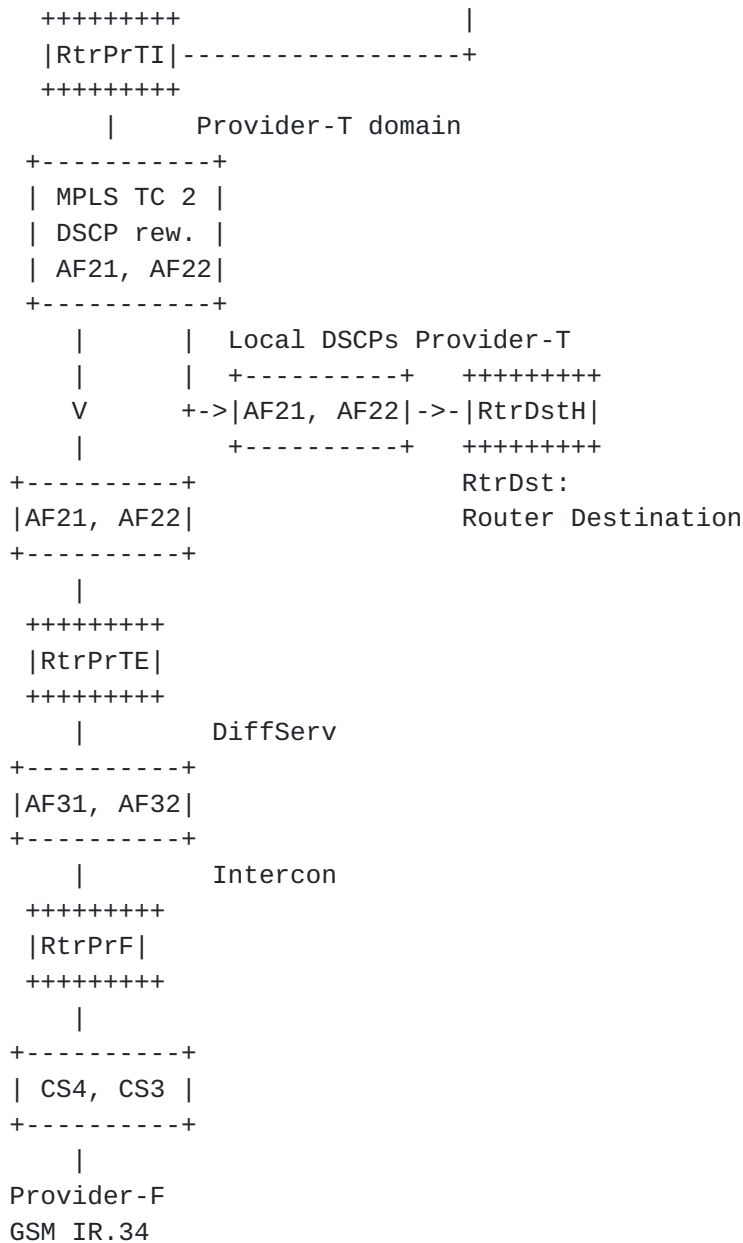 +++++++++                 |
|RtrPrTI|------------------+
+++++++++
|     Provider-T domain
+-----------+
| MPLS TC 2 |
| DSCP rew. |
| AF21, AF22|
+-----------+
|      |  Local DSCPs Provider-T
|      |  +----------+   +++++++++
V      +->|AF21, AF22|->-|RtrDstH|
|         +----------+   +++++++++
+----------+                 RtrDst:
|AF21, AF22|                 Router Destination
+----------+
|
+++++++++
|RtrPrTE|
+++++++++
|        DiffServ
+----------+
|AF31, AF32|
+----------+
|        Intercon
+++++++++
|RtrPrF|
+++++++++
|
+----------+
| CS4, CS3 |
+----------+
|
Provider-F
GSM IR.34